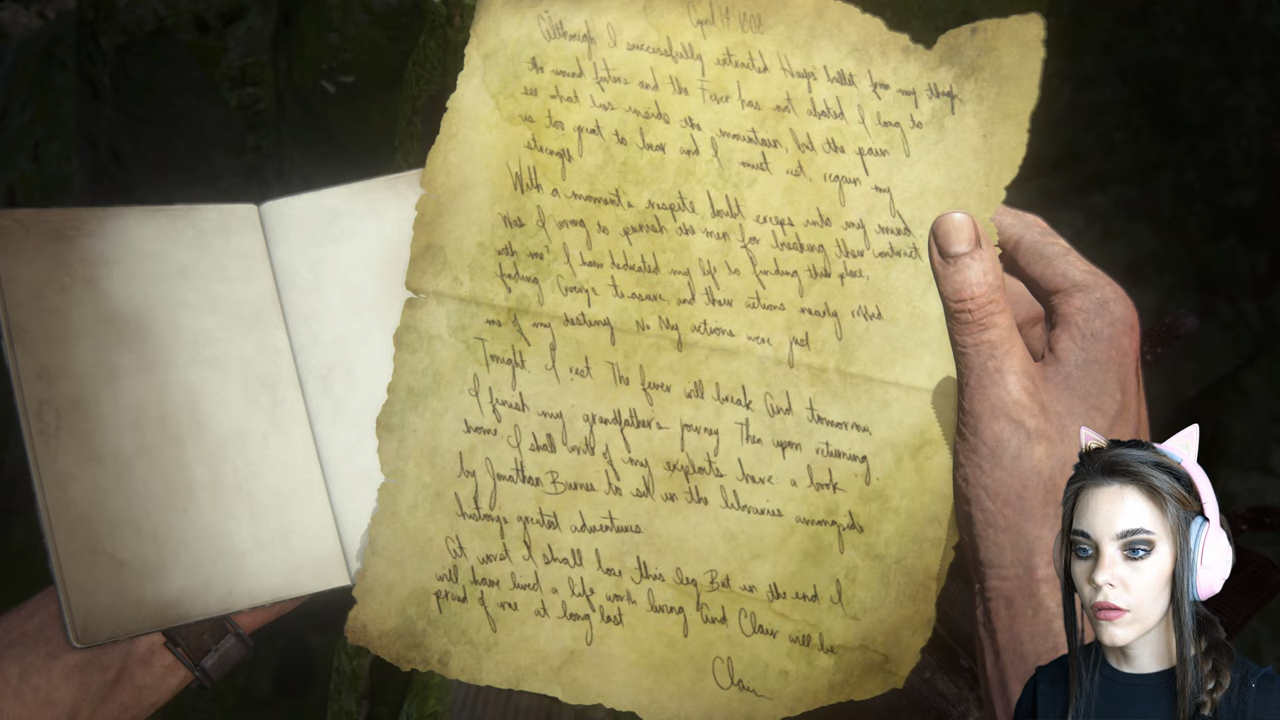 April 19 1808
Although I successfully extracted Hugo's bullet from my thigh,
the wound festers and the Fever has not abated I long to
see what lies inside the mountain, but the pain
is too great to bear and I must rest, regain my
strength
With a moment's respite doubt creeps into my mind
Was I wrong to punish the men for breaking their contract
with me? I have dedicated my life to finding this place,
finding Avery's treasure, and their actions nearly robbed
me of my destiny No My actions were just
Tonight, I rest The fever will break And tomorrow,
I finish my grandfather's journey Then upon returning
home I shall write of my exploits have a book
by Jonathan Burnes to sit in the libraries amongside
history's greatest adventures
At worst I shall lose this leg But in the end I
will have lived a life worth living And Clair will be
proud of me at long last
Clair